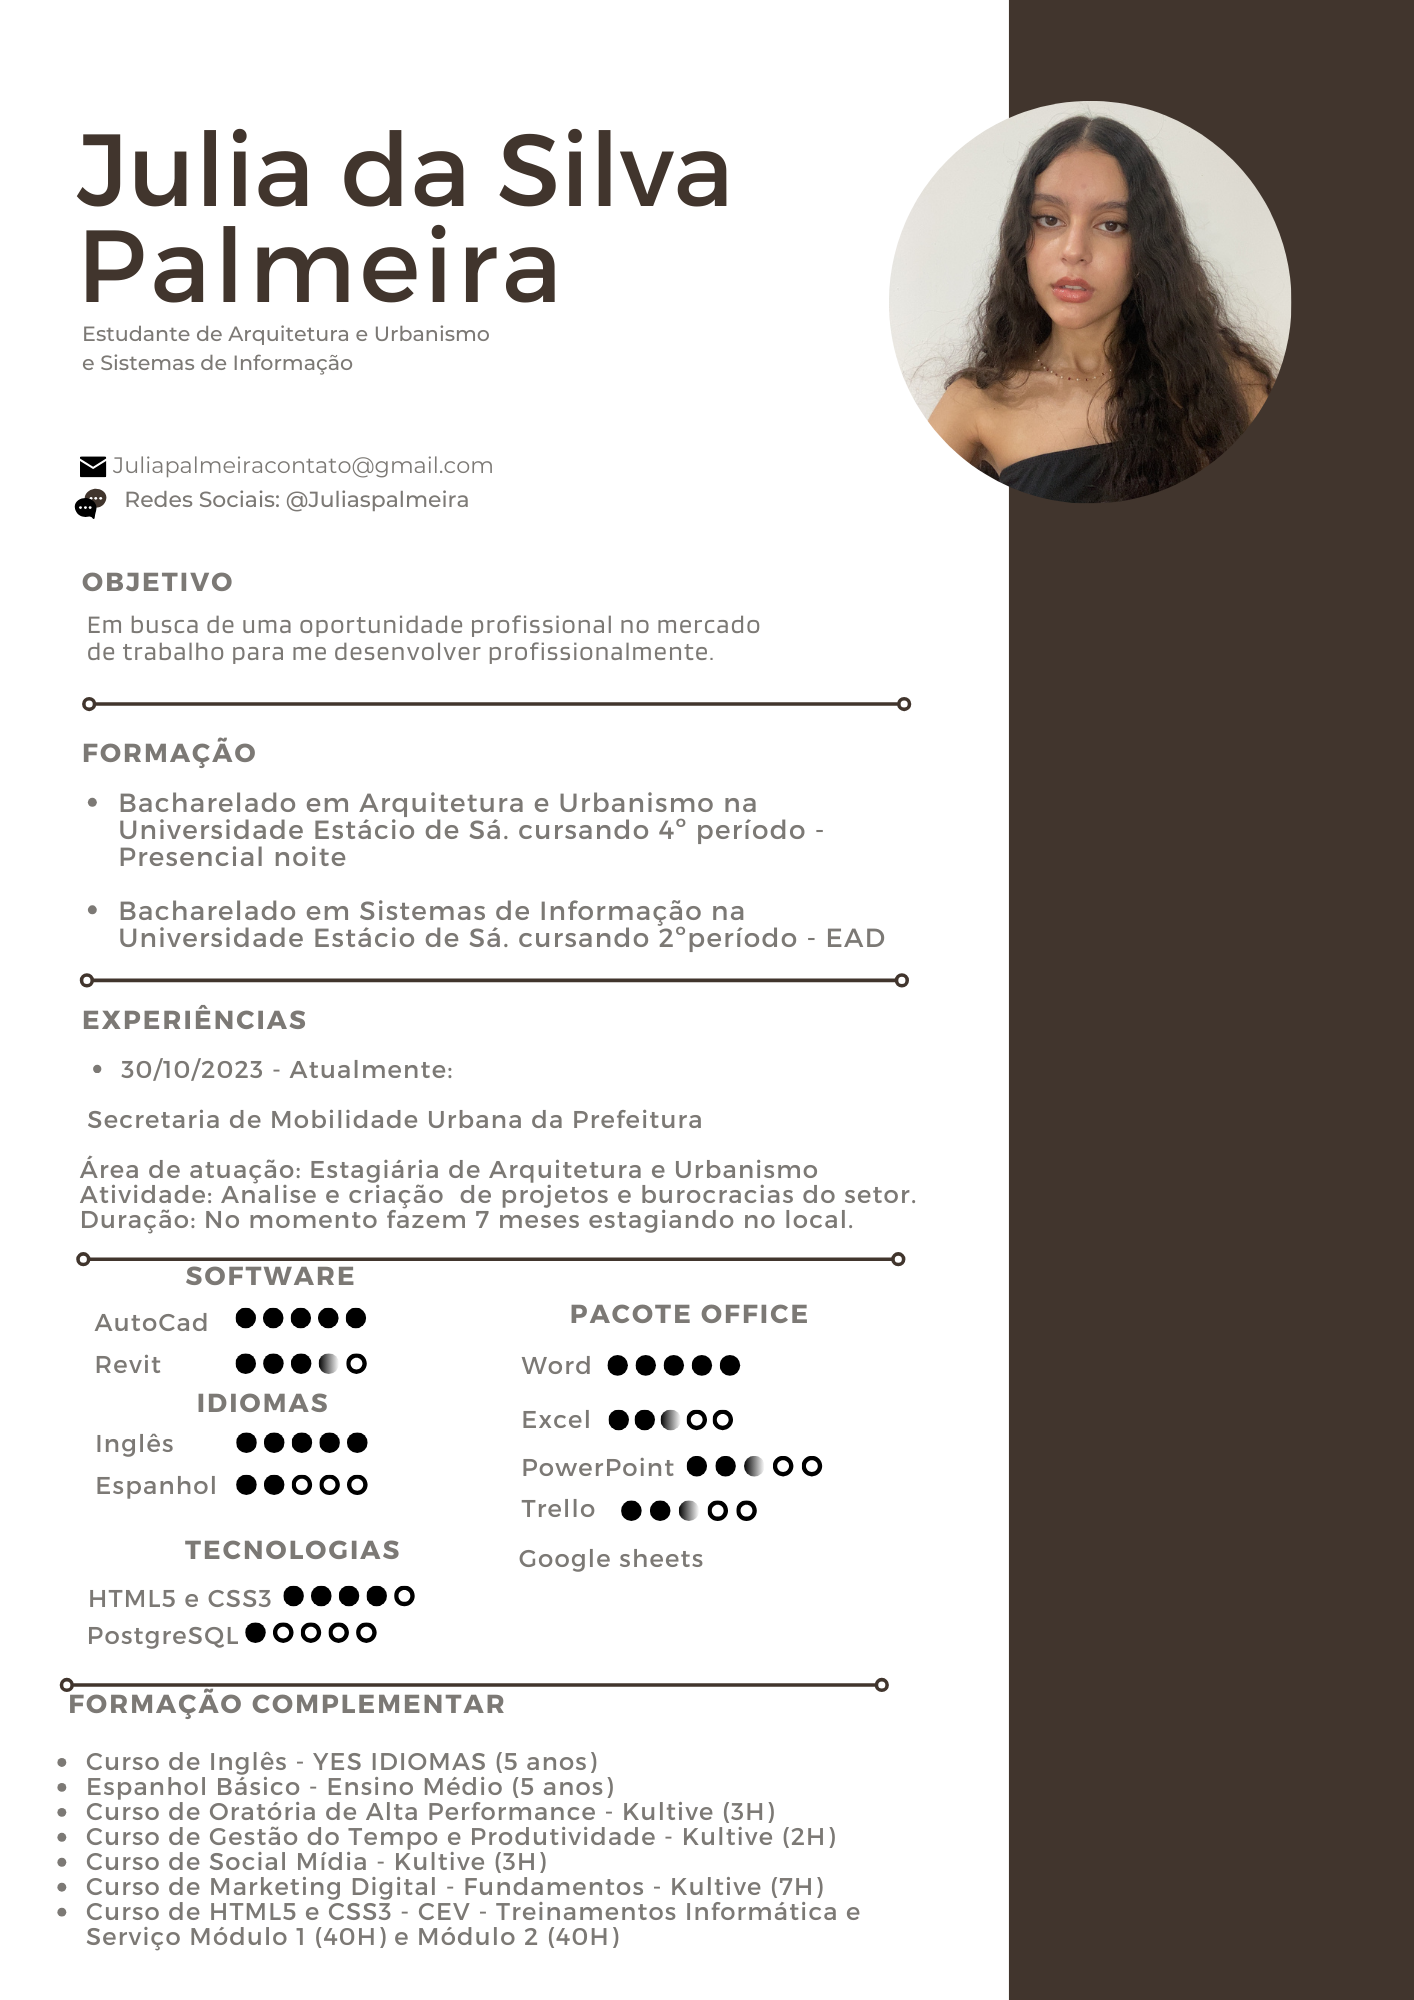 Julia da Silva
Palmeira
Estudante de Arquitetura e Urbanismo
e Sistemas de Informação
Juliapalmeiracontato@gmail.com
Redes Sociais: @Juliaspalmeira
OBJETIVO
Em busca de uma oportunidade profissional no mercado
de trabalho para me desenvolver profissionalmente.
FORMAÇÃO
• Bacharelado em Arquitetura e Urbanismo na
Universidade Estácio de Sá. cursando 4º período -
Presencial noite
• Bacharelado em Sistemas de Informação na
Universidade Estácio de Sá. cursando 2ºperíodo - EAD
EXPERIÊNCIAS
• 30/10/2023 - Atualmente:
Secretaria de Mobilidade Urbana da Prefeitura
Área de atuação: Estagiária de Arquitetura e Urbanismo
Atividade: Analise e criação  de projetos e burocracias do setor.
Duração: No momento fazem 7 meses estagiando no local.
SOFTWARE
AutoCad
Revit
IDIOMAS
Inglês
Espanhol
TECNOLOGIAS
HTML5 e CSS3
PostgreSQL
PACOTE OFFICE
Word
Excel
PowerPoint
Trello
Google sheets
FORMAÇÃO COMPLEMENTAR
• Curso de Inglês - YES IDIOMAS (5 anos)
• Espanhol Básico - Ensino Médio (5 anos)
• Curso de Oratória de Alta Performance - Kultive (3H)
• Curso de Gestão do Tempo e Produtividade - Kultive (2H)
• Curso de Social Mídia - Kultive (3H)
• Curso de Marketing Digital - Fundamentos - Kultive (7H)
• Curso de HTML5 e CSS3 - CEV - Treinamentos Informática e
Serviço Módulo 1 (40H) e Módulo 2 (40H)